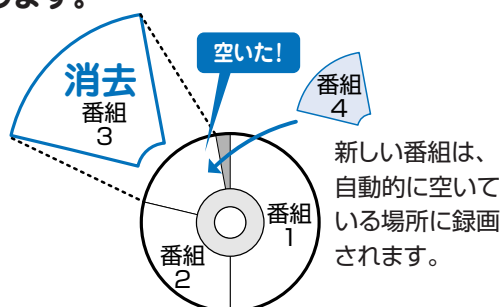 します。
消去
番組
3
空いた!
番組
4
番組
1
番組
2
新しい番組は、
自動的に空いて
いる場所に録画
されます。